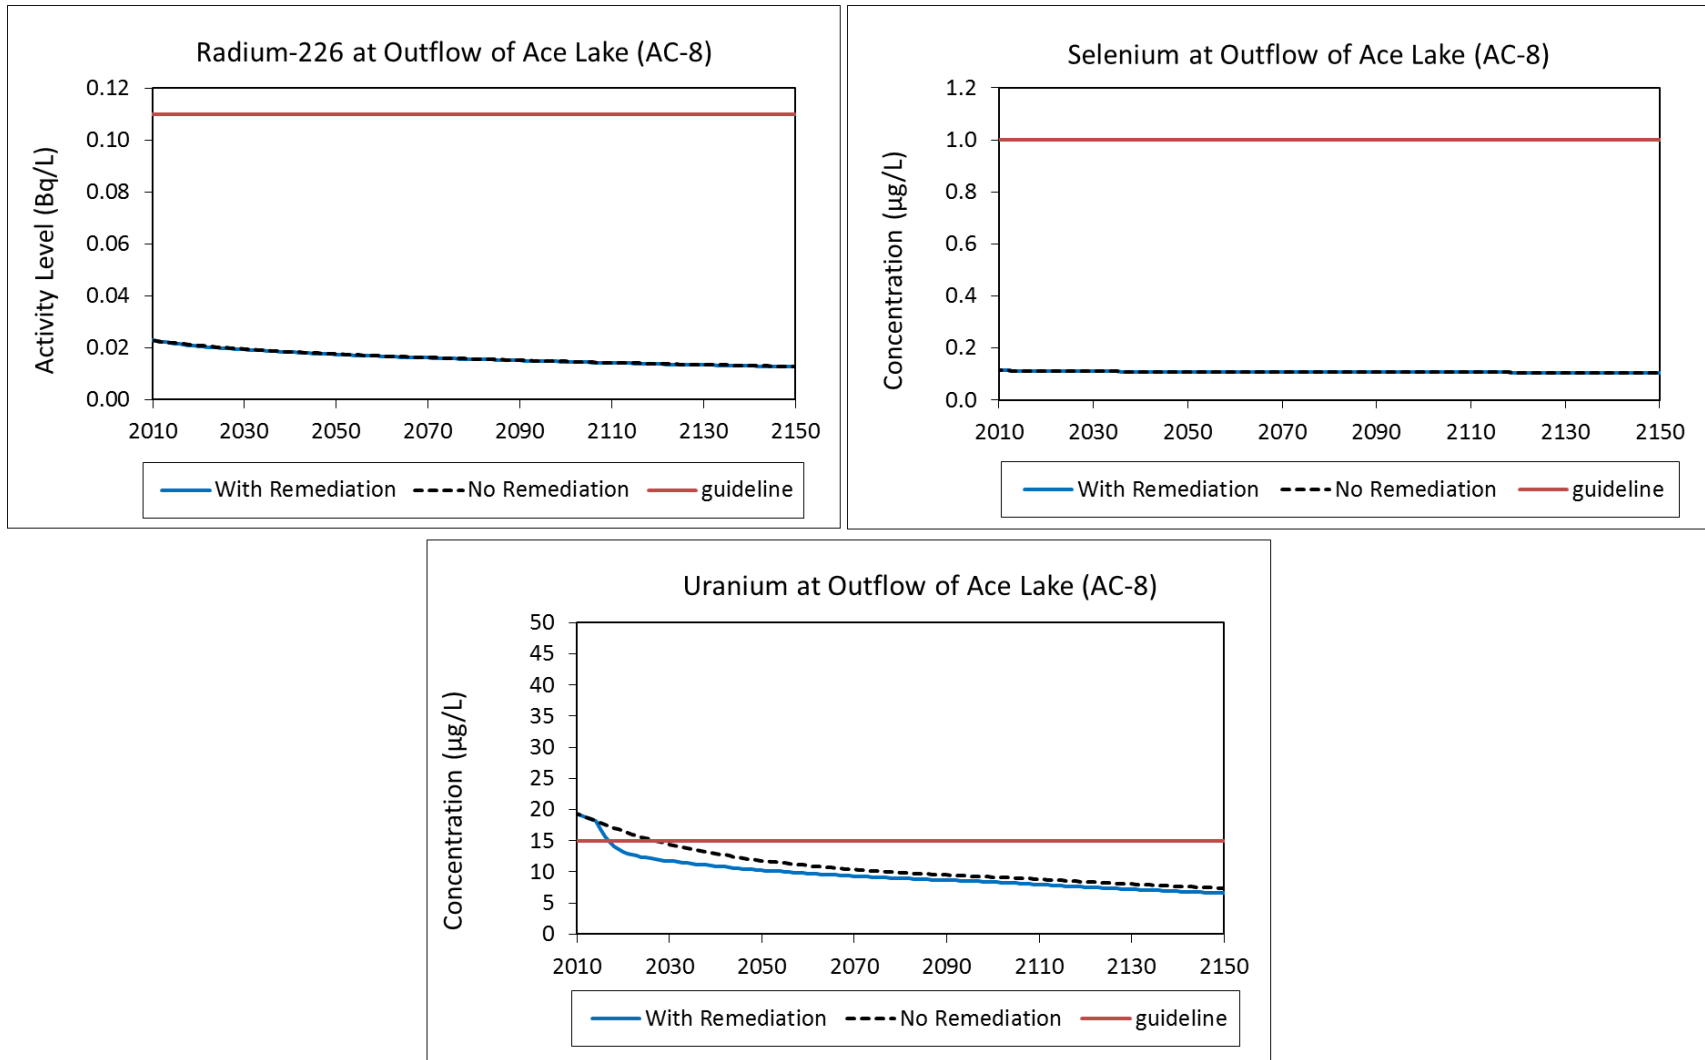 Radium-226 at Outflow of Ace Lake (AC-8)
Activity Level (Bq/L)
0.12
0.10
0.08
0.06
0.04
0.02
0.00
2010 2030 2050 2070 2090 2110 2130 2150
With Remediation No Remediation guideline
Selenium at Outflow of Ace Lake (AC-8)
Concentration (µg/L)
1.2
1.0
0.8
0.6
0.4
0.2
0.0
2010 2030 2050 2070 2090 2110 2130 2150
With Remediation No Remediation guideline
Uranium at Outflow of Ace Lake (AC-8)
Concentration (µg/L)
50
45
40
35
30
25
20
15
10
5
0
2010 2030 2050 2070 2090 2110 2130 2150
With Remediation No Remediation guideline